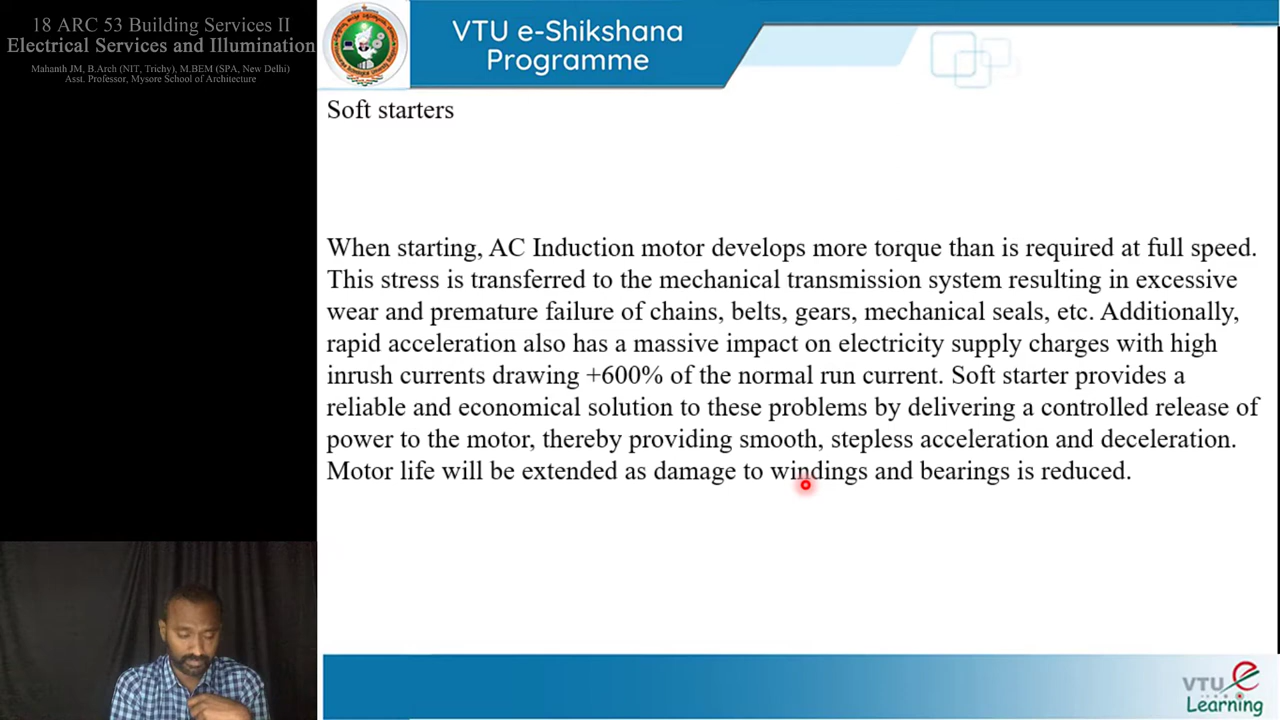 18 ARC 53 Building Services II
Electrical Services and Illumination
Mahanth JM, B.Arch (NIT, Trichy), M.BEM (SPA, New Delhi)
Asst. Professor, Mysore School of Architecture
VTU e-Shikshana
Programme
Soft starters
When starting, AC Induction motor develops more torque than is required at full speed.
This stress is transferred to the mechanical transmission system resulting in excessive
wear and premature failure of chains, belts, gears, mechanical seals, etc. Additionally,
rapid acceleration also has a massive impact on electricity supply charges with high
inrush currents drawing +600% of the normal run current. Soft starter provides a
reliable and economical solution to these problems by delivering a controlled release of
power to the motor, thereby providing smooth, stepless acceleration and deceleration.
Motor life will be extended as damage to windings and bearings is reduced.
VTU e
Learning